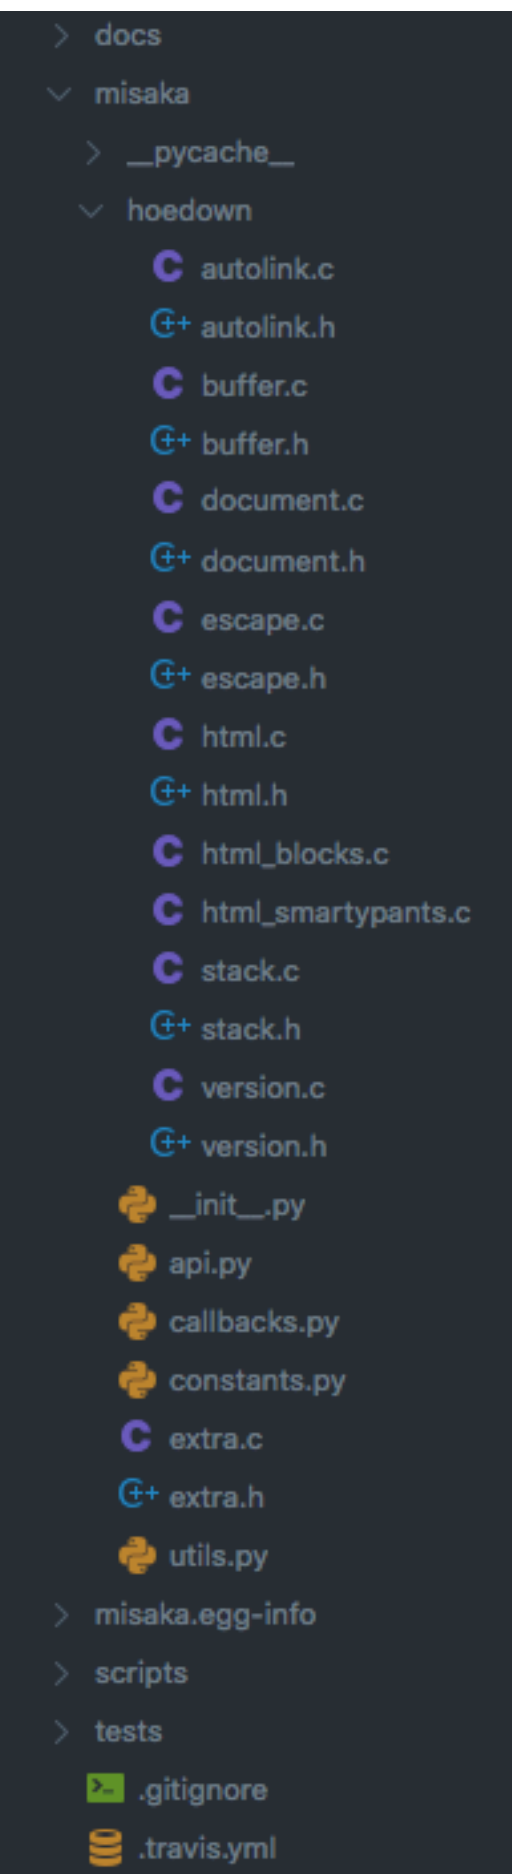 docs
misaka
__pycache__
hoedown
autolink.c
autolink.h
buffer.c
buffer.h
document.c
document.h
escape.c
escape.h
html.c
html.h
html_blocks.c
html_smartypants.c
stack.c
stack.h
version.c
version.h
__init__.py
api.py
callbacks.py
constants.py
extra.c
extra.h
utils.py
misaka.egg-info
scripts
tests
.gitignore
.travis.yml